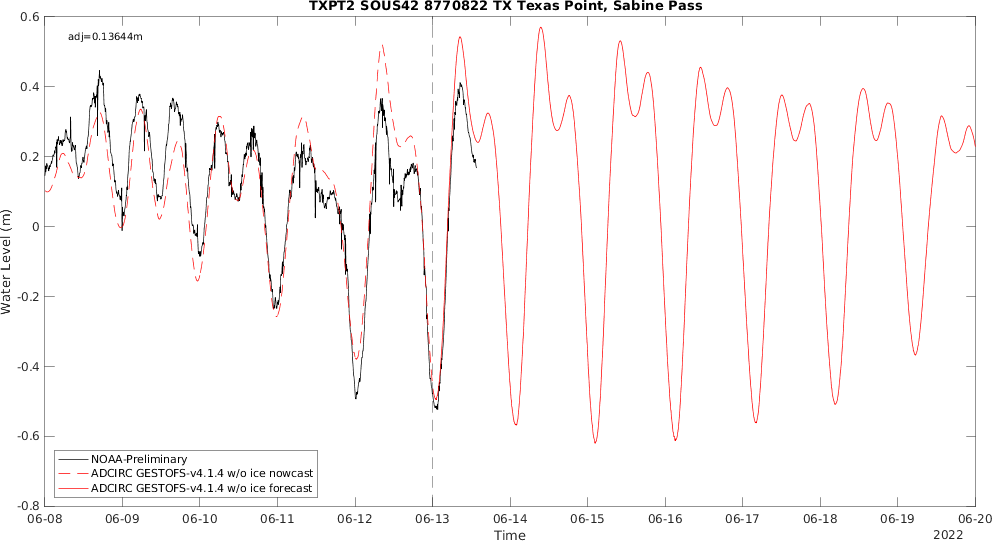 TXPT2 SOUS42 8770822 TX Texas Point, Sabine Pass
adj=0.13644m
0.6
0.4
0.2
0
-0.2
-0.4
-0.6
-0.8
Water Level (m)
NOAA-Preliminary
ADCIRC GESTOFS-v4.1.4 w/o ice nowcast
ADCIRC GESTOFS-v4.1.4 w/o ice forecast
06-08 06-09 06-10 06-11 06-12 06-13 06-14 06-15 06-16 06-17 06-18 06-19 06-20
Time
2022